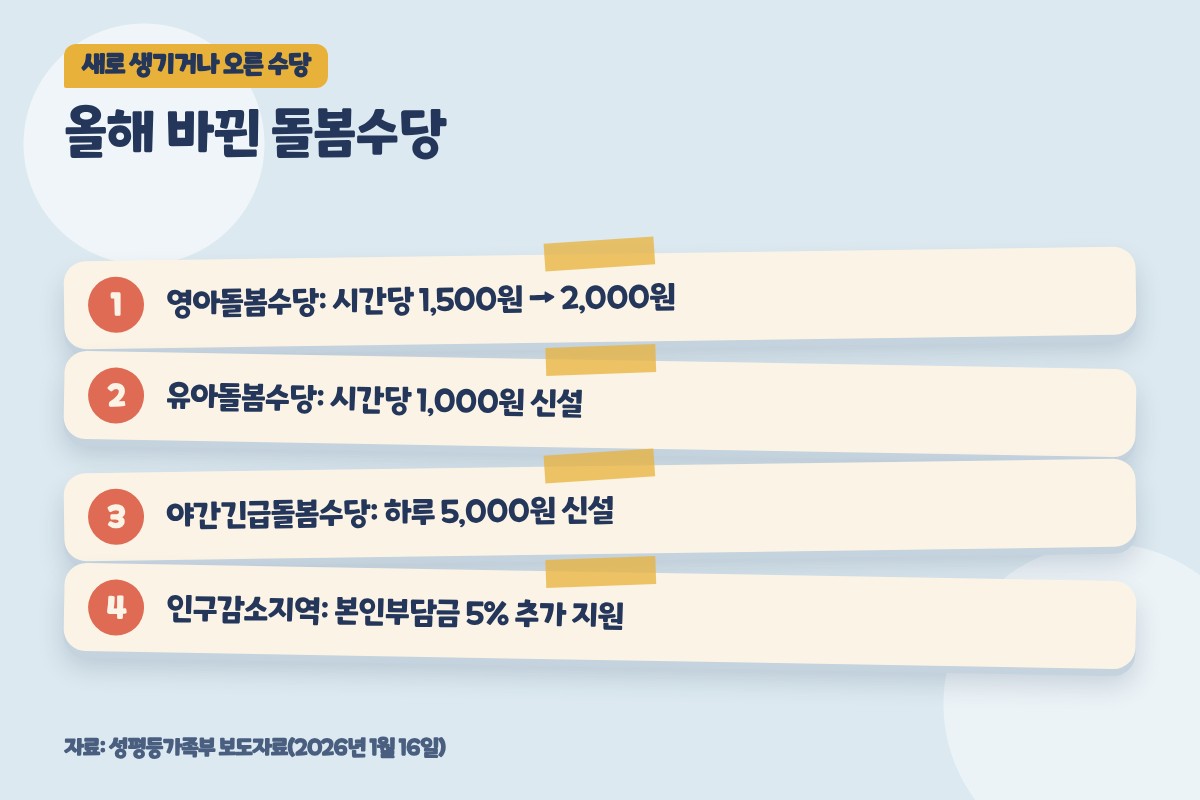 새로 생기거나 오른 수당
올해 바뀐 돌봄수당
1 영아돌봄수당: 시간당 1,500원 → 2,000원
2 유아돌봄수당: 시간당 1,000원 신설
3 야간긴급돌봄수당: 하루 5,000원 신설
4 인구감소지역: 본인부담금 5% 추가 지원
자료: 성평등가족부 보도자료(2026년 1월 16일)